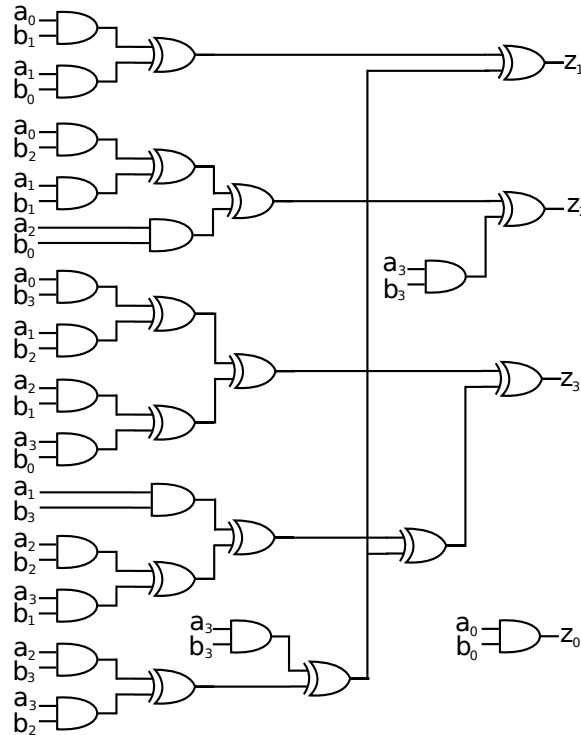 a₀
b₁
z₁
a₁
b₀
a₀
b₂
a₁
b₁
z₂
a₂
b₀
a₃
b₃
a₀
b₃
a₁
b₂
z₃
a₂
b₁
a₃
b₀
a₁
b₃
a₂
b₂
a₃
b₁
a₃
b₃
a₀
b₀
z₀
a₂
b₃
a₃
b₂